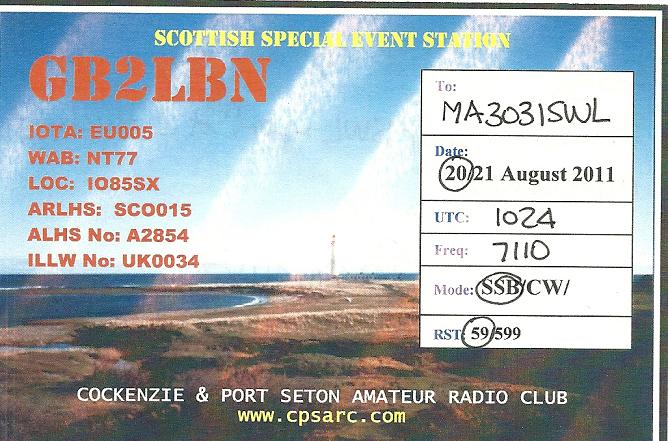 SCOTTISH SPECIAL EVENT STATION
GB2LBN
IOTA: EU005
WAB: NT77
LOC: IO85SX
ARLHS: SCO015
ALHS No: A2854
ILLW No: UK0034
To:
MA3031SWL
Date:
20/21 August 2011
UTC: 1024
Freq: 7110
Mode: SSB/CW/
RST: 59/599
COCKENZIE & PORT SETON AMATEUR RADIO CLUB
www.cpsarc.com